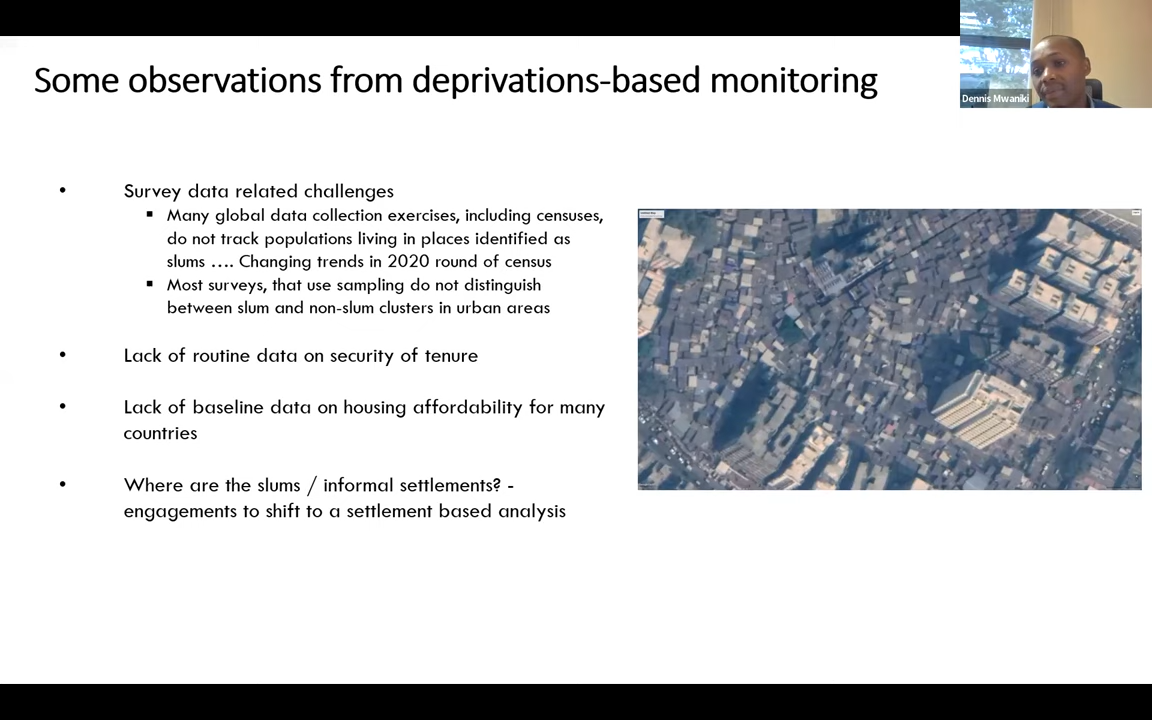 Some observations from deprivations-based monitoring
Dennis Mwaniki
• Survey data related challenges
▪ Many global data collection exercises, including censuses,
do not track populations living in places identified as
slums .... Changing trends in 2020 round of census
▪ Most surveys, that use sampling do not distinguish
between slum and non-slum clusters in urban areas
• Lack of routine data on security of tenure
• Lack of baseline data on housing affordability for many
countries
• Where are the slums / informal settlements? -
engagements to shift to a settlement based analysis